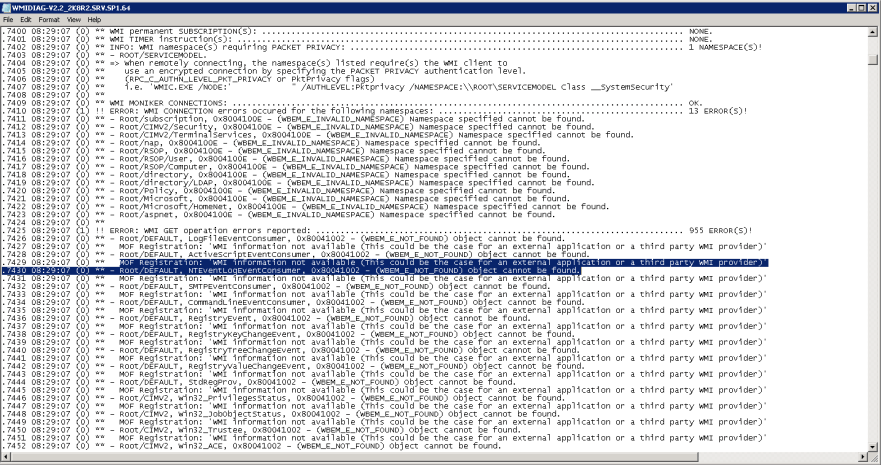 WMIDIAG-V2.2_2K8R2.SRV.SP1.64
File Edit Format View Help
.7400 08:29:07 (0) ** WMI permanent SUBSCRIPTION(S): ................................ NONE.
.7401 08:29:07 (0) ** WMI TIMER instruction(s): ................................ NONE.
.7402 08:29:07 (0) ** INFO: WMI namespace(s) requiring PACKET PRIVACY: ................................ 1 NAMESPACE(S)!
.7403 08:29:07 (0) ** - ROOT/SERVICEMODEL.
.7404 08:29:07 (0) ** => When remotely connecting, the namespace(s) listed require(s) the WMI client to
.7405 08:29:07 (0) **    use an encrypted connection by specifying the PACKET PRIVACY authentication level.
.7406 08:29:07 (0) **    (RPC_C_AUTHN_LEVEL_PKT_PRIVACY or PktPrivacy flags)
.7407 08:29:07 (0) **    i.e. 'WMIC.EXE /NODE:" " /AUTHLEVEL:Pktprivacy /NAMESPACE:\\ROOT\SERVICEMODEL Class __SystemSecurity'
.7408 08:29:07 (0) **
.7409 08:29:07 (0) ** WMI MONIKER CONNECTIONS: ................................ OK.
.7410 08:29:07 (1) !! ERROR: WMI CONNECTION errors occured for the following namespaces: ................................ 13 ERROR(S)!
.7411 08:29:07 (0) ** - Root/subscription, 0x8004100E - (WBEM_E_INVALID_NAMESPACE) Namespace specified cannot be found.
.7412 08:29:07 (0) ** - Root/CIMV2/Security, 0x8004100E - (WBEM_E_INVALID_NAMESPACE) Namespace specified cannot be found.
.7413 08:29:07 (0) ** - Root/CIMV2/TerminalServices, 0x8004100E - (WBEM_E_INVALID_NAMESPACE) Namespace specified cannot be found.
.7414 08:29:07 (0) ** - Root/nap, 0x8004100E - (WBEM_E_INVALID_NAMESPACE) Namespace specified cannot be found.
.7415 08:29:07 (0) ** - Root/RSOP, 0x8004100E - (WBEM_E_INVALID_NAMESPACE) Namespace specified cannot be found.
.7416 08:29:07 (0) ** - Root/RSOP/User, 0x8004100E - (WBEM_E_INVALID_NAMESPACE) Namespace specified cannot be found.
.7417 08:29:07 (0) ** - Root/RSOP/Computer, 0x8004100E - (WBEM_E_INVALID_NAMESPACE) Namespace specified cannot be found.
.7418 08:29:07 (0) ** - Root/directory, 0x8004100E - (WBEM_E_INVALID_NAMESPACE) Namespace specified cannot be found.
.7419 08:29:07 (0) ** - Root/directory/LDAP, 0x8004100E - (WBEM_E_INVALID_NAMESPACE) Namespace specified cannot be found.
.7420 08:29:07 (0) ** - Root/Policy, 0x8004100E - (WBEM_E_INVALID_NAMESPACE) Namespace specified cannot be found.
.7421 08:29:07 (0) ** - Root/Microsoft, 0x8004100E - (WBEM_E_INVALID_NAMESPACE) Namespace specified cannot be found.
.7422 08:29:07 (0) ** - Root/Microsoft/HomeNet, 0x8004100E - (WBEM_E_INVALID_NAMESPACE) Namespace specified cannot be found.
.7423 08:29:07 (0) ** - Root/aspnet, 0x8004100E - (WBEM_E_INVALID_NAMESPACE) Namespace specified cannot be found.
.7424 08:29:07 (0) **
.7425 08:29:07 (1) !! ERROR: WMI GET operation errors reported: ................................ 955 ERROR(S)!
.7426 08:29:07 (0) ** - Root/DEFAULT, LogFileEventConsumer, 0x80041002 - (WBEM_E_NOT_FOUND) Object cannot be found.
.7427 08:29:07 (0) **   MOF Registration: 'WMI information not available (This could be the case for an external application or a third party WMI provider)'
.7428 08:29:07 (0) ** - Root/DEFAULT, ActiveScriptEventConsumer, 0x80041002 - (WBEM_E_NOT_FOUND) Object cannot be found.
.7429 08:29:07 (0) **   MOF Registration: 'WMI information not available (This could be the case for an external application or a third party WMI provider)'
.7430 08:29:07 (0) ** - Root/DEFAULT, NTEventLogEventConsumer, 0x80041002 - (WBEM_E_NOT_FOUND) Object cannot be found.
.7431 08:29:07 (0) **   MOF Registration: 'WMI information not available (This could be the case for an external application or a third party WMI provider)'
.7432 08:29:07 (0) ** - Root/DEFAULT, SMTPEventConsumer, 0x80041002 - (WBEM_E_NOT_FOUND) Object cannot be found.
.7433 08:29:07 (0) **   MOF Registration: 'WMI information not available (This could be the case for an external application or a third party WMI provider)'
.7434 08:29:07 (0) ** - Root/DEFAULT, CommandLineEventConsumer, 0x80041002 - (WBEM_E_NOT_FOUND) Object cannot be found.
.7435 08:29:07 (0) **   MOF Registration: 'WMI information not available (This could be the case for an external application or a third party WMI provider)'
.7436 08:29:07 (0) ** - Root/DEFAULT, RegistryEvent, 0x80041002 - (WBEM_E_NOT_FOUND) Object cannot be found.
.7437 08:29:07 (0) **   MOF Registration: 'WMI information not available (This could be the case for an external application or a third party WMI provider)'
.7438 08:29:07 (0) ** - Root/DEFAULT, RegistryKeyChangeEvent, 0x80041002 - (WBEM_E_NOT_FOUND) Object cannot be found.
.7439 08:29:07 (0) **   MOF Registration: 'WMI information not available (This could be the case for an external application or a third party WMI provider)'
.7440 08:29:07 (0) ** - Root/DEFAULT, RegistryTreeChangeEvent, 0x80041002 - (WBEM_E_NOT_FOUND) Object cannot be found.
.7441 08:29:07 (0) **   MOF Registration: 'WMI information not available (This could be the case for an external application or a third party WMI provider)'
.7442 08:29:07 (0) ** - Root/DEFAULT, RegistryValueChangeEvent, 0x80041002 - (WBEM_E_NOT_FOUND) Object cannot be found.
.7443 08:29:07 (0) **   MOF Registration: 'WMI information not available (This could be the case for an external application or a third party WMI provider)'
.7444 08:29:07 (0) ** - Root/DEFAULT, StdRegProv, 0x80041002 - (WBEM_E_NOT_FOUND) Object cannot be found.
.7445 08:29:07 (0) **   MOF Registration: 'WMI information not available (This could be the case for an external application or a third party WMI provider)'
.7446 08:29:07 (0) ** - Root/CIMV2, Win32_PrivilegesStatus, 0x80041002 - (WBEM_E_NOT_FOUND) Object cannot be found.
.7447 08:29:07 (0) **   MOF Registration: 'WMI information not available (This could be the case for an external application or a third party WMI provider)'
.7448 08:29:07 (0) ** - Root/CIMV2, Win32_JobObjectStatus, 0x80041002 - (WBEM_E_NOT_FOUND) Object cannot be found.
.7449 08:29:07 (0) **   MOF Registration: 'WMI information not available (This could be the case for an external application or a third party WMI provider)'
.7450 08:29:07 (0) ** - Root/CIMV2, Win32_Trustee, 0x80041002 - (WBEM_E_NOT_FOUND) Object cannot be found.
.7451 08:29:07 (0) **   MOF Registration: 'WMI information not available (This could be the case for an external application or a third party WMI provider)'
.7452 08:29:07 (0) ** - Root/CIMV2, Win32_ACE, 0x80041002 - (WBEM_E_NOT_FOUND) Object cannot be found.